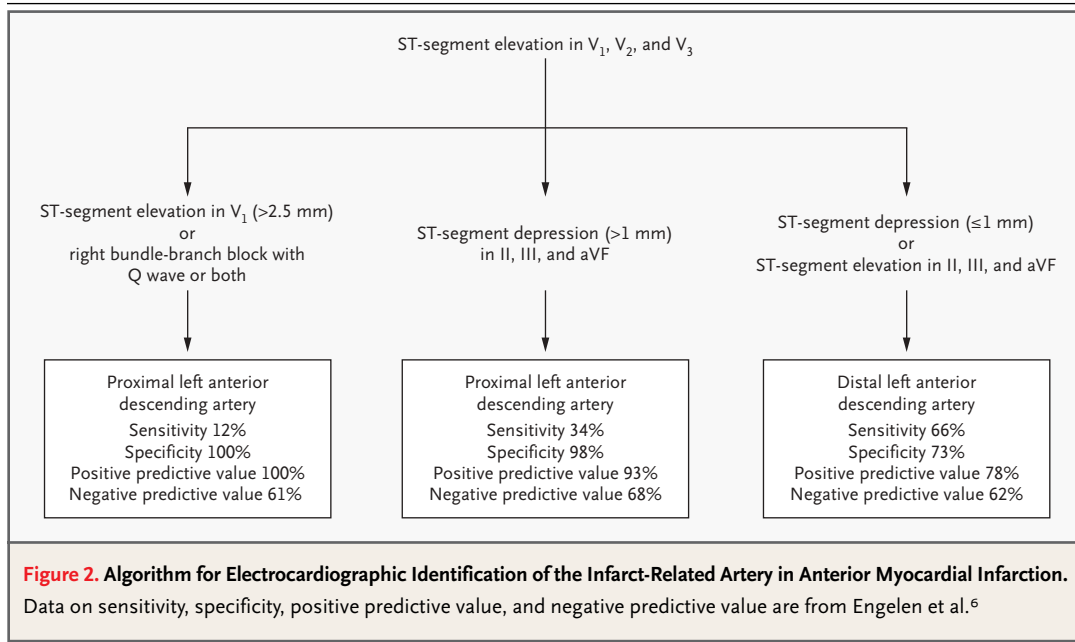 ST-segment elevation in V1, V2, and V3
ST-segment elevation in V1 (>2.5 mm)
or
right bundle-branch block with
Q wave or both
ST-segment depression (>1 mm)
in II, III, and aVF
ST-segment depression (≤1 mm)
or
ST-segment elevation in II, III, and aVF
Proximal left anterior
descending artery
Sensitivity 12%
Specificity 100%
Positive predictive value 100%
Negative predictive value 61%
Proximal left anterior
descending artery
Sensitivity 34%
Specificity 98%
Positive predictive value 93%
Negative predictive value 68%
Distal left anterior
descending artery
Sensitivity 66%
Specificity 73%
Positive predictive value 78%
Negative predictive value 62%
Figure 2. Algorithm for Electrocardiographic Identification of the Infarct-Related Artery in Anterior Myocardial Infarction.
Data on sensitivity, specificity, positive predictive value, and negative predictive value are from Engelen et al.⁶